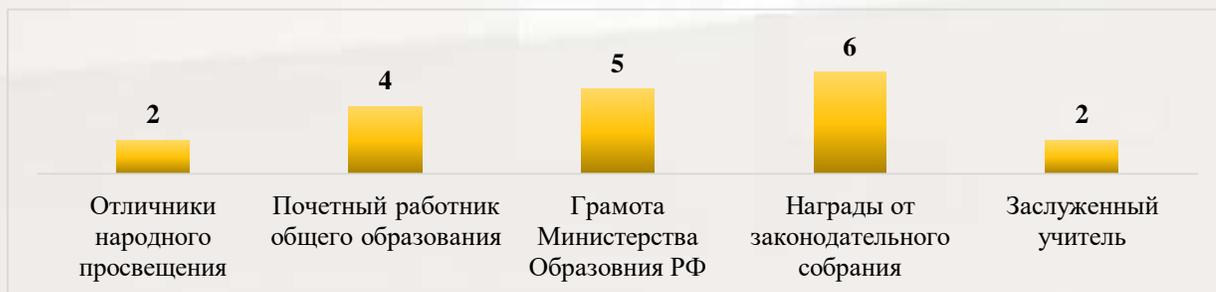 2
4
5
6
2
Отличники
народного
просвещения
Почетный работник
общего образования
Грамота
Министерства
Образовния РФ
Награды от
законодательного
собрания
Заслуженный
учитель